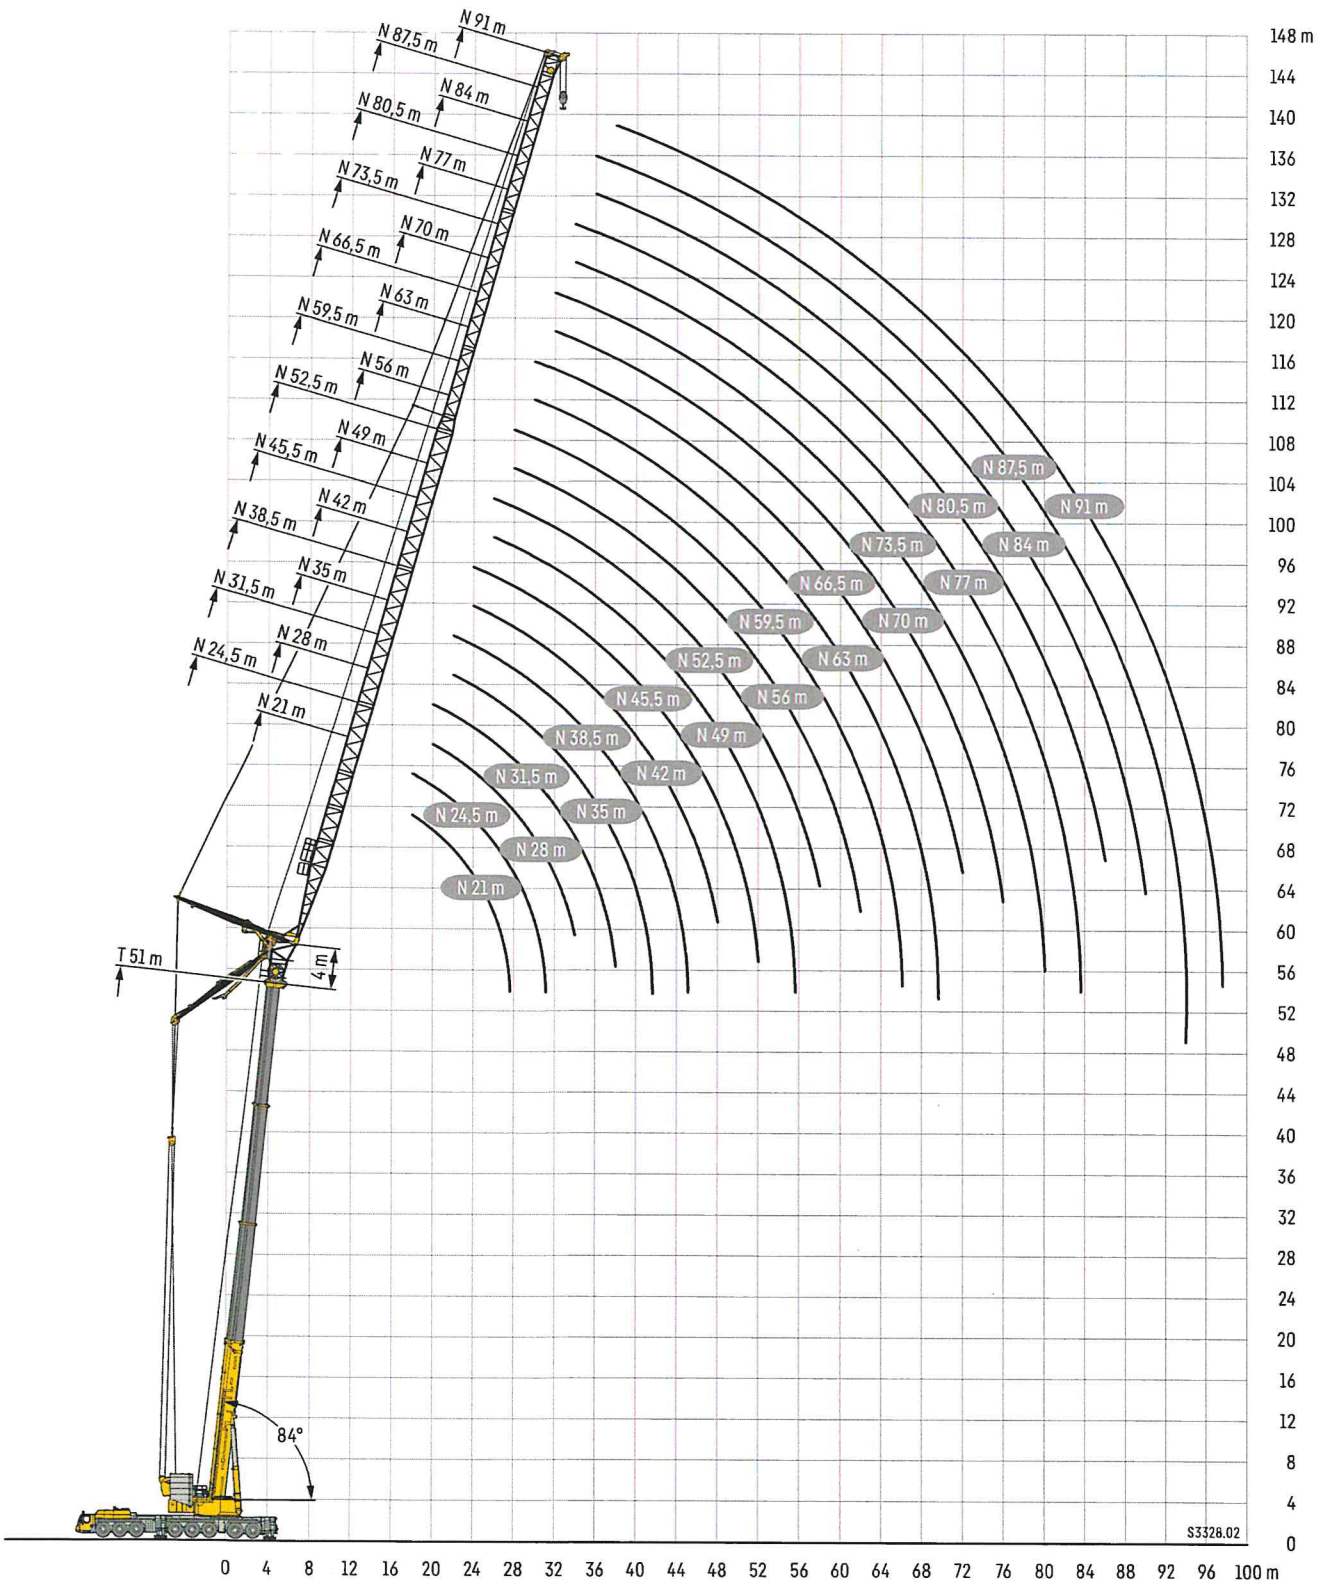 N 91 m
N 87,5 m
N 84 m
N 80,5 m
N 77 m
N 73,5 m
N 70 m
N 66,5 m
N 63 m
N 59,5 m
N 56 m
N 52,5 m
N 49 m
N 45,5 m
N 42 m
N 38,5 m
N 35 m
N 31,5 m
N 28 m
N 24,5 m
N 21 m
T 51 m
4 m
84°
N 87,5 m
N 91 m
N 80,5 m
N 84 m
N 73,5 m
N 77 m
N 66,5 m
N 70 m
N 59,5 m
N 63 m
N 52,5 m
N 56 m
N 45,5 m
N 49 m
N 38,5 m
N 42 m
N 31,5 m
N 35 m
N 24,5 m
N 28 m
N 21 m
148 m
144
140
136
132
128
124
120
116
112
108
104
100
96
92
88
84
80
76
72
68
64
60
56
52
48
44
40
36
32
28
24
20
16
12
8
4
0
S3328.02
0 4 8 12 16 20 24 28 32 36 40 44 48 52 56 60 64 68 72 76 80 84 88 92 96 100 m